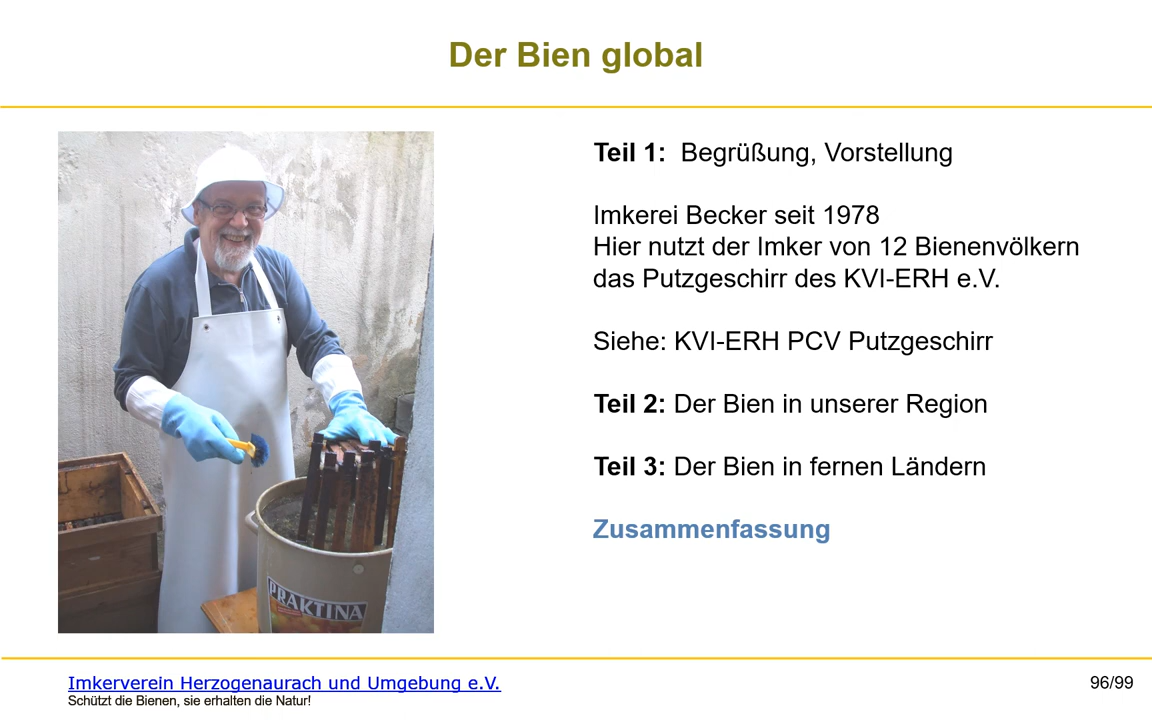 Der Bien global
Teil 1: Begrüßung, Vorstellung
Imkerei Becker seit 1978
Hier nutzt der Imker von 12 Bienenvölkern
das Putzgeschirr des KVI-ERH e.V.
Siehe: KVI-ERH PCV Putzgeschirr
Teil 2: Der Bien in unserer Region
Teil 3: Der Bien in fernen Ländern
Zusammenfassung
PRAKTINA
Imkerverein Herzogenaurach und Umgebung e.V.
Schützt die Bienen, sie erhalten die Natur!
96/99